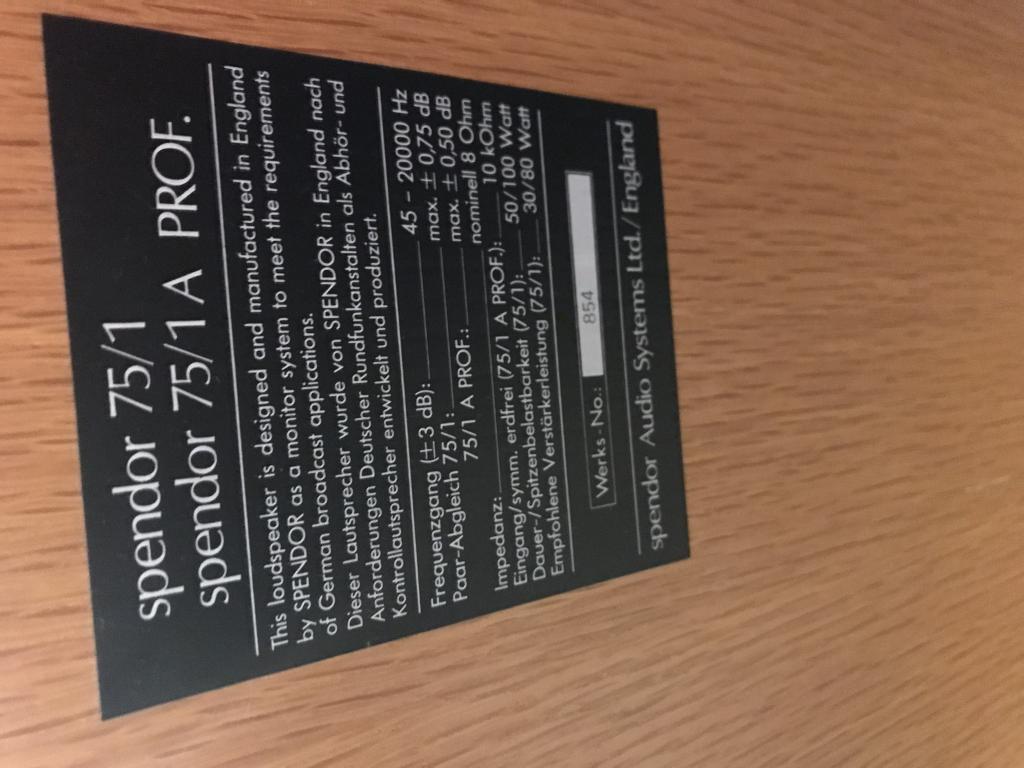 spendor 75/1
spendor 75/1 A PROF.
This loudspeaker is designed and manufactured in England
by SPENDOR as a monitor system to meet the requirements
of German broadcast applications.
Dieser Lautsprecher wurde von SPENDOR in England nach
Anforderungen Deutscher Rundfunkanstalten als Abhör- und
Kontrollautsprecher entwickelt und produziert.
Frequenzgang (± 3 dB): 45 – 20000 Hz
Paar-Abgleich 75/1: max. ± 0,75 dB
75/1 A PROF.: max. ± 0,50 dB
Impedanz: nominell 8 Ohm
Eingang/symm. erdfrei (75/1 A PROF.): 10 kOhm
Dauer-/Spitzenbelastbarkeit (75/1): 50/100 Watt
Empfohlene Verstärkerleistung (75/1): 30/80 Watt
Werks-No.: 854
spendor Audio Systems Ltd./England